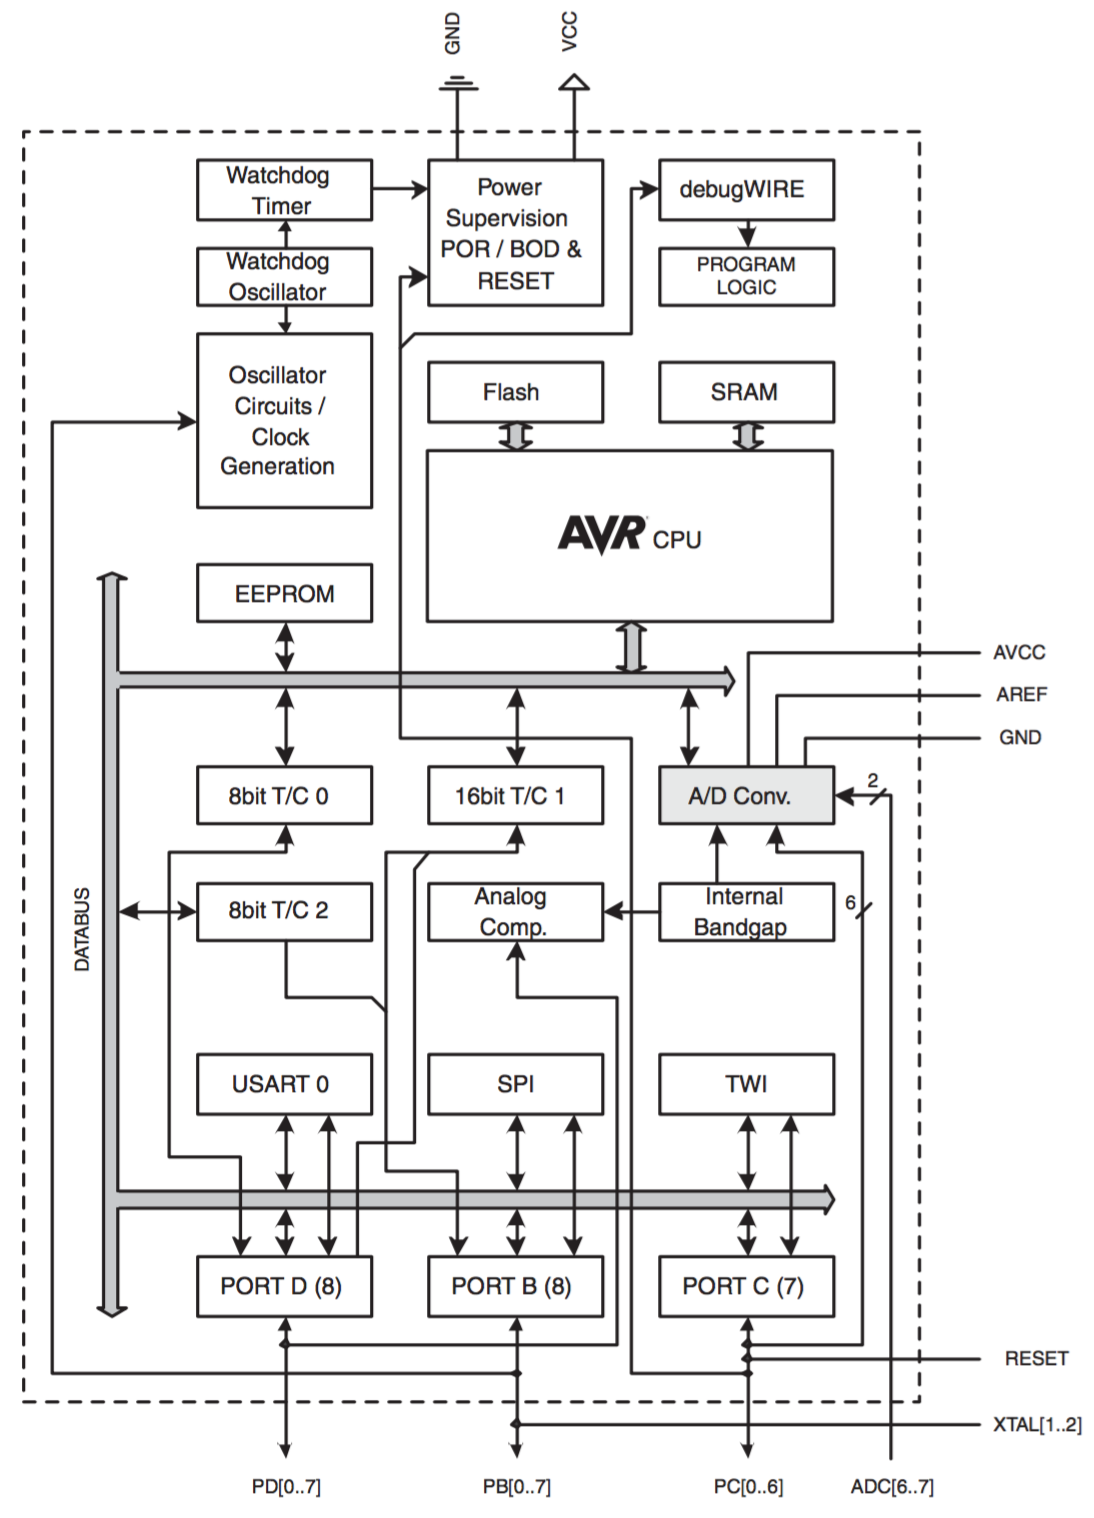 GND
VCC
Watchdog
Timer
Power
Supervision
POR / BOD &
RESET
debugWIRE
Watchdog
Oscillator
PROGRAM
LOGIC
Oscillator
Circuits /
Clock
Generation
Flash
SRAM
AVR CPU
EEPROM
AVCC
AREF
GND
8bit T/C 0
16bit T/C 1
A/D Conv.
2
DATABUS
8bit T/C 2
Analog
Comp.
Internal
Bandgap
6
USART 0
SPI
TWI
PORT D (8)
PORT B (8)
PORT C (7)
RESET
XTAL[1..2]
PD[0..7]
PB[0..7]
PC[0..6]
ADC[6..7]